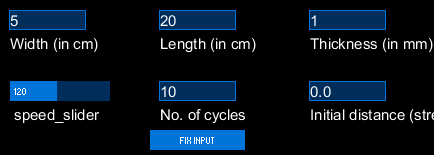 5 20 1
Width (in cm) Length (in cm) Thickness (in mm)
120 10 0.0
speed_slider No. of cycles Initial distance (stre
FIX INPUT